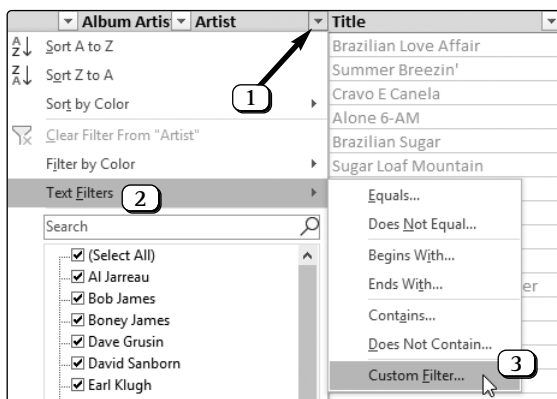 Album Artis Artist Title
1
Sort A to Z
Sort Z to A
Sort by Color
Clear Filter From "Artist"
Filter by Color
Text Filters 2
Search
(Select All)
Al Jarreau
Bob James
Boney James
Dave Grusin
David Sanborn
Earl Klugh
Brazilian Love Affair
Summer Breezin'
Cravo E Canela
Alone 6-AM
Brazilian Sugar
Sugar Loaf Mountain
Equals...
Does Not Equal...
Begins With...
Ends With...
er
Contains...
Does Not Contain...
3
Custom Filter...